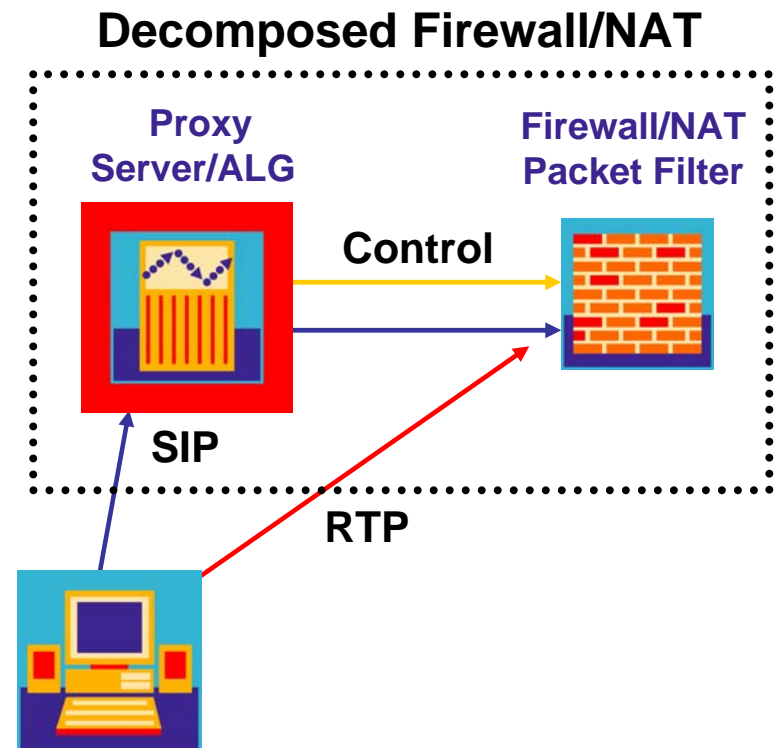 Decomposed Firewall/NAT
Proxy
Server/ALG
Firewall/NAT
Packet Filter
Control
SIP
RTP